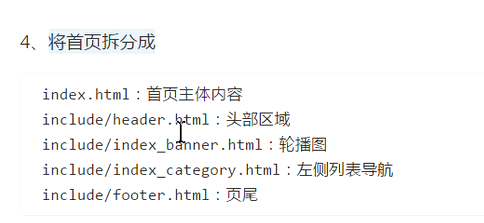 4、将首页拆分成
index.html：首页主体内容
include/header.html：头部区域
include/index_banner.html：轮播图
include/index_category.html：左侧列表导航
include/footer.html：页尾